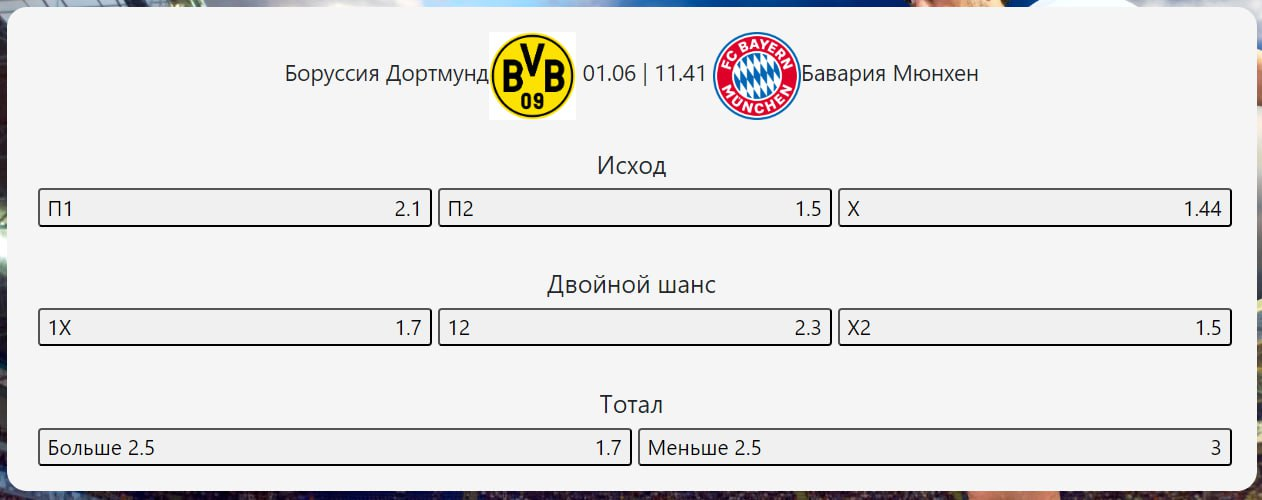 Боруссия Дортмунд BVB 09 01.06 | 11.41 FC BAYERN MÜNCHEN Бавария Мюнхен
Исход
П1 2.1 П2 1.5 X 1.44
Двойной шанс
1X 1.7 12 2.3 X2 1.5
Тотал
Больше 2.5 1.7 Меньше 2.5 3